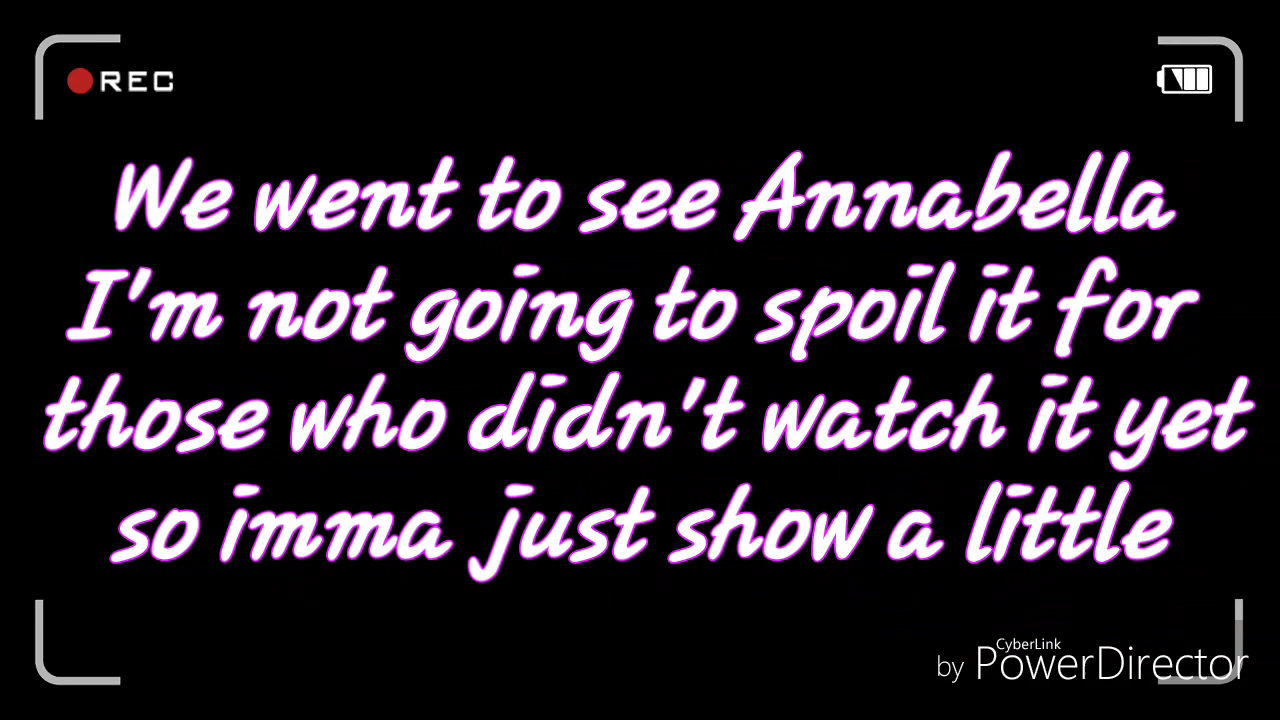 REC
We went to see Annabella
I'm not going to spoil it for
those who didn't watch it yet
so imma just show a little
CyberLink
by PowerDirector